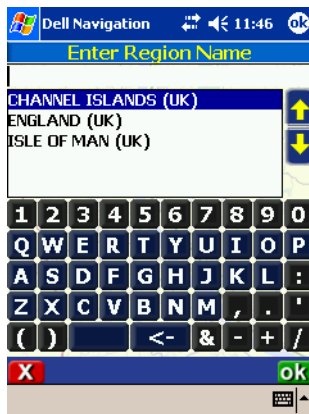 Dell Navigation 11:46 ok
Enter Region Name
CHANNEL ISLANDS (UK)
ENGLAND (UK)
ISLE OF MAN (UK)
1 2 3 4 5 6 7 8 9 0
Q W E R T Y U I O P
A S D F G H J K L :
Z X C V B N M , . '
( ) <- & - + /
X ok